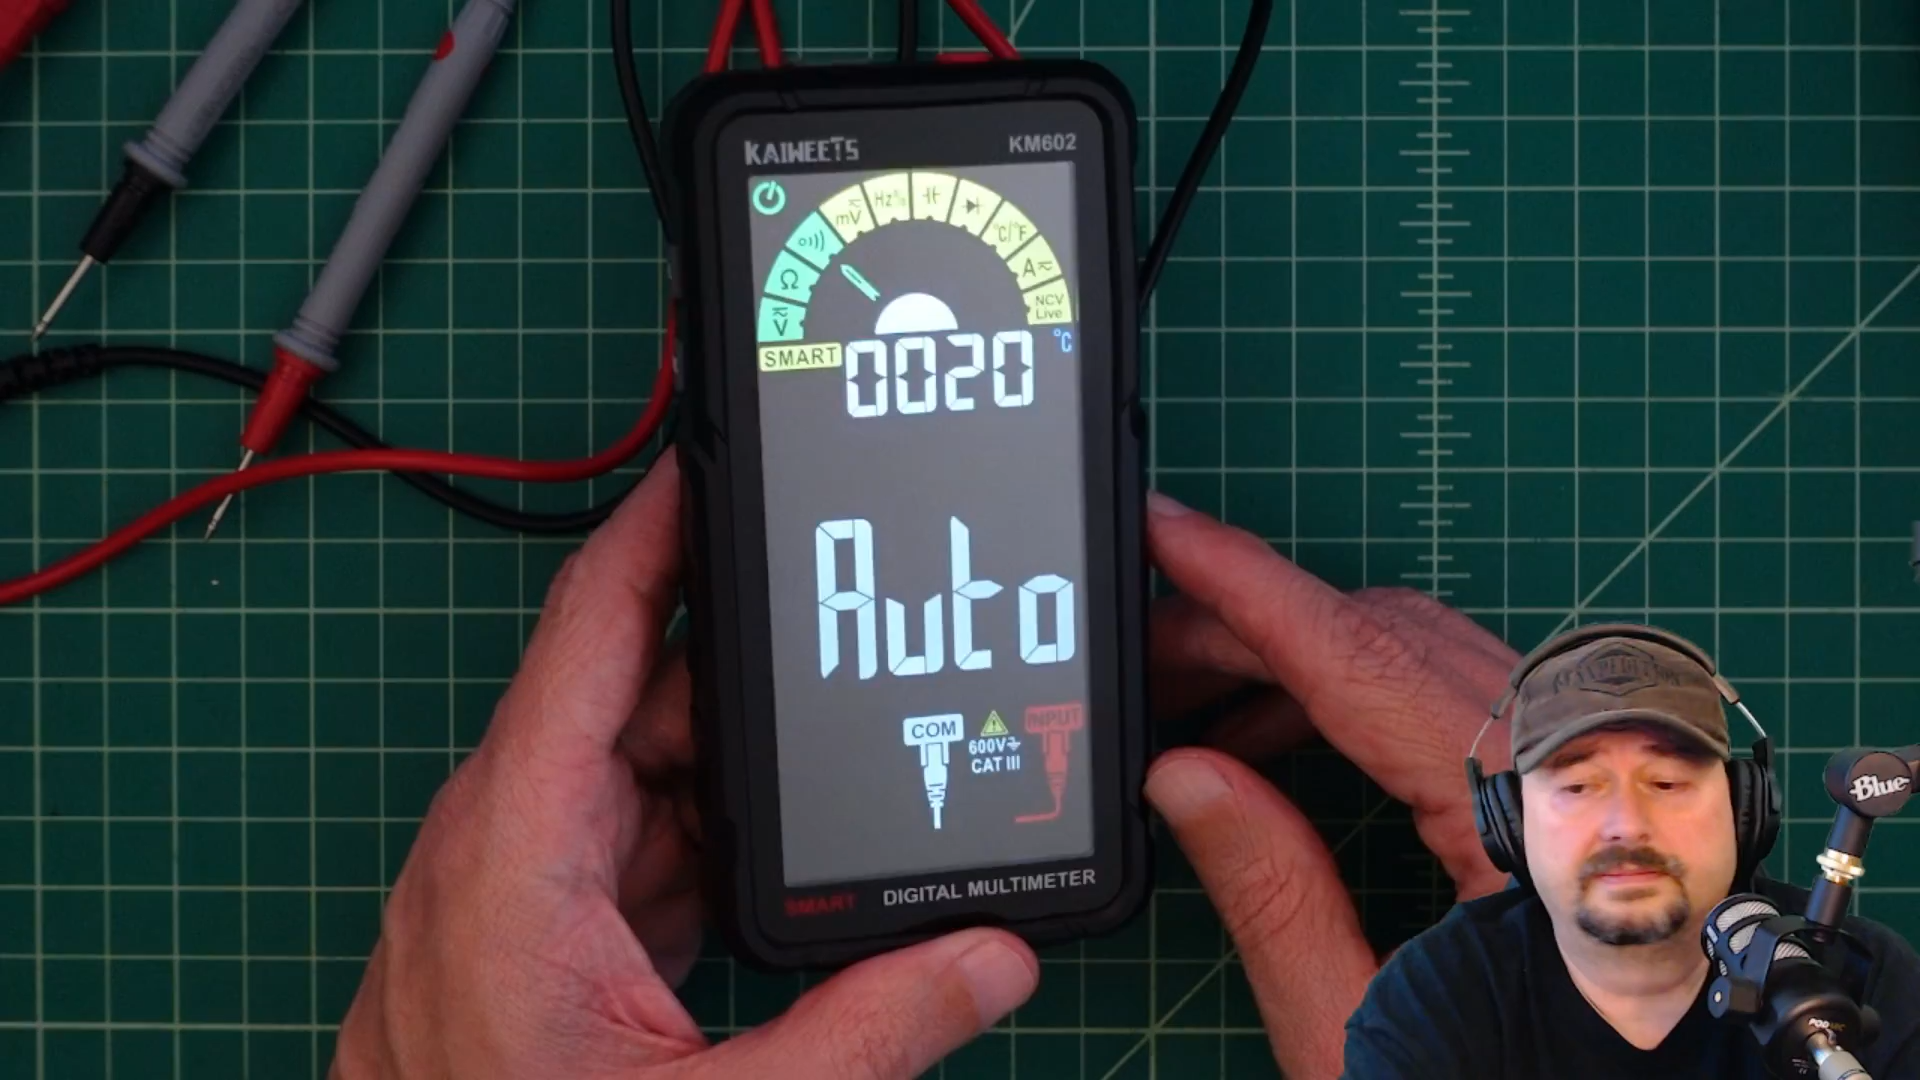 KAIWEETS
KM602
mV
Hz%
°C/°F
Ω
A
V
NCV
Live
SMART
0020
°C
Auto
COM
INPUT
600V
CAT III
SMART
DIGITAL MULTIMETER
Blue